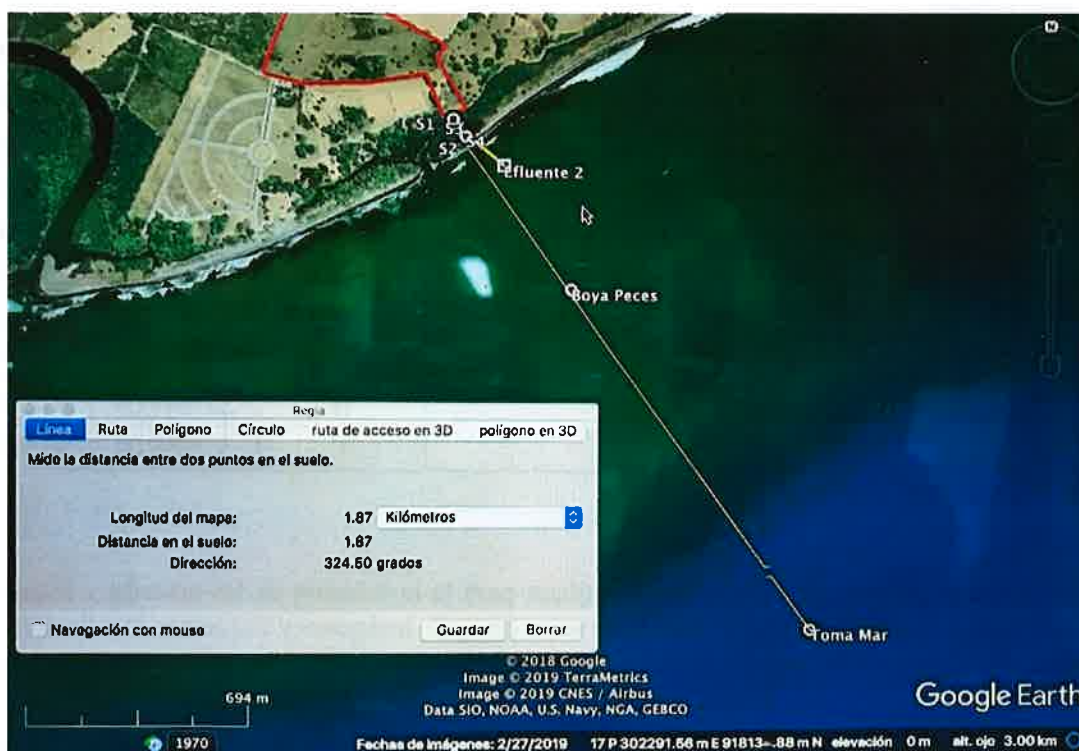 N
S1
S3
S2 S4
Efluente 2
Boya Peces
Regla
Línea Ruta Polígono Círculo ruta de acceso en 3D polígono en 3D
Mide la distancia entre dos puntos en el suelo.
Longitud del mapa: 1.87 Kilómetros
Distancia en el suelo: 1.87
Dirección: 324.50 grados
Navegación con mouse Guardar Borrar
Toma Mar
© 2018 Google
Image © 2019 TerraMetrics
Image © 2019 CNES / Airbus
Data SIO, NOAA, U.S. Navy, NGA, GEBCO
694 m
Google Earth
1970 Fechas de imágenes: 2/27/2019 17 P 302291.56 m E m N elevación 0 m alt. ojo 3.00 km